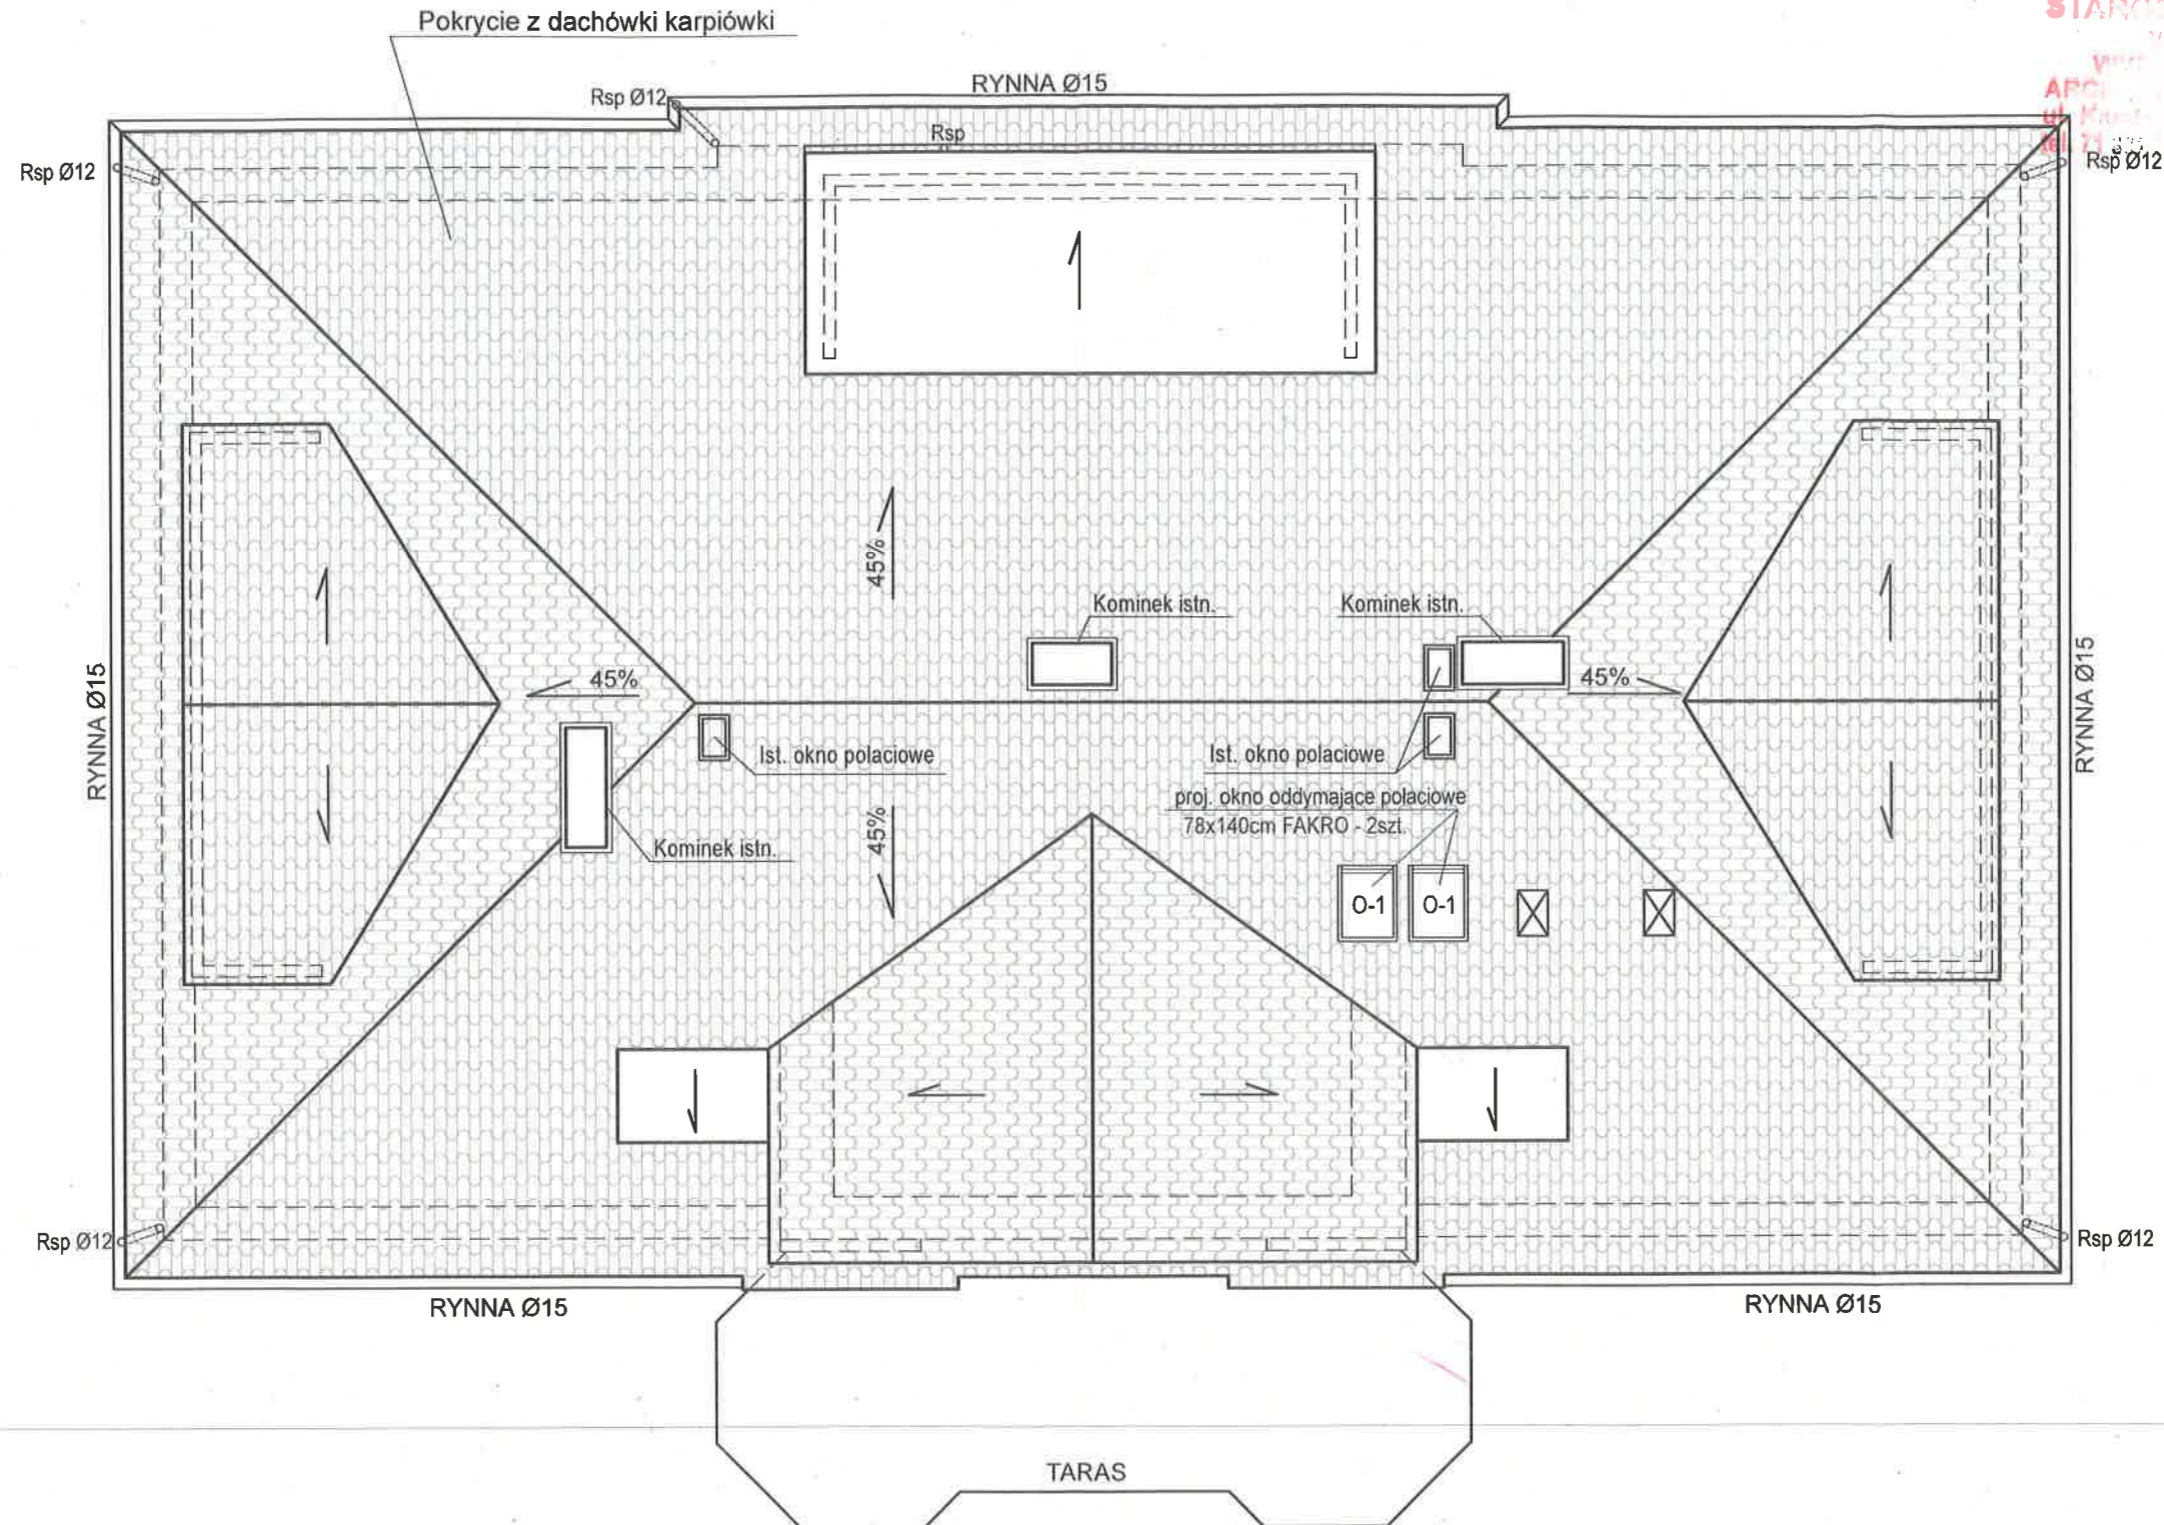 Pokrycie z dachówki karpiówki
RYNNA Ø15
Rsp Ø12
Rsp
Rsp Ø12
Rsp Ø12
45%
Kominek istn.
Kominek istn.
45%
45%
RYNNA Ø15
RYNNA Ø15
Ist. okno polaciowe
Ist. okno polaciowe
proj. okno oddymające połaciowe
78x140cm FAKRO - 2szt.
45%
Kominek istn.
O-1
O-1
Rsp Ø12
Rsp Ø12
RYNNA Ø15
RYNNA Ø15
TARAS